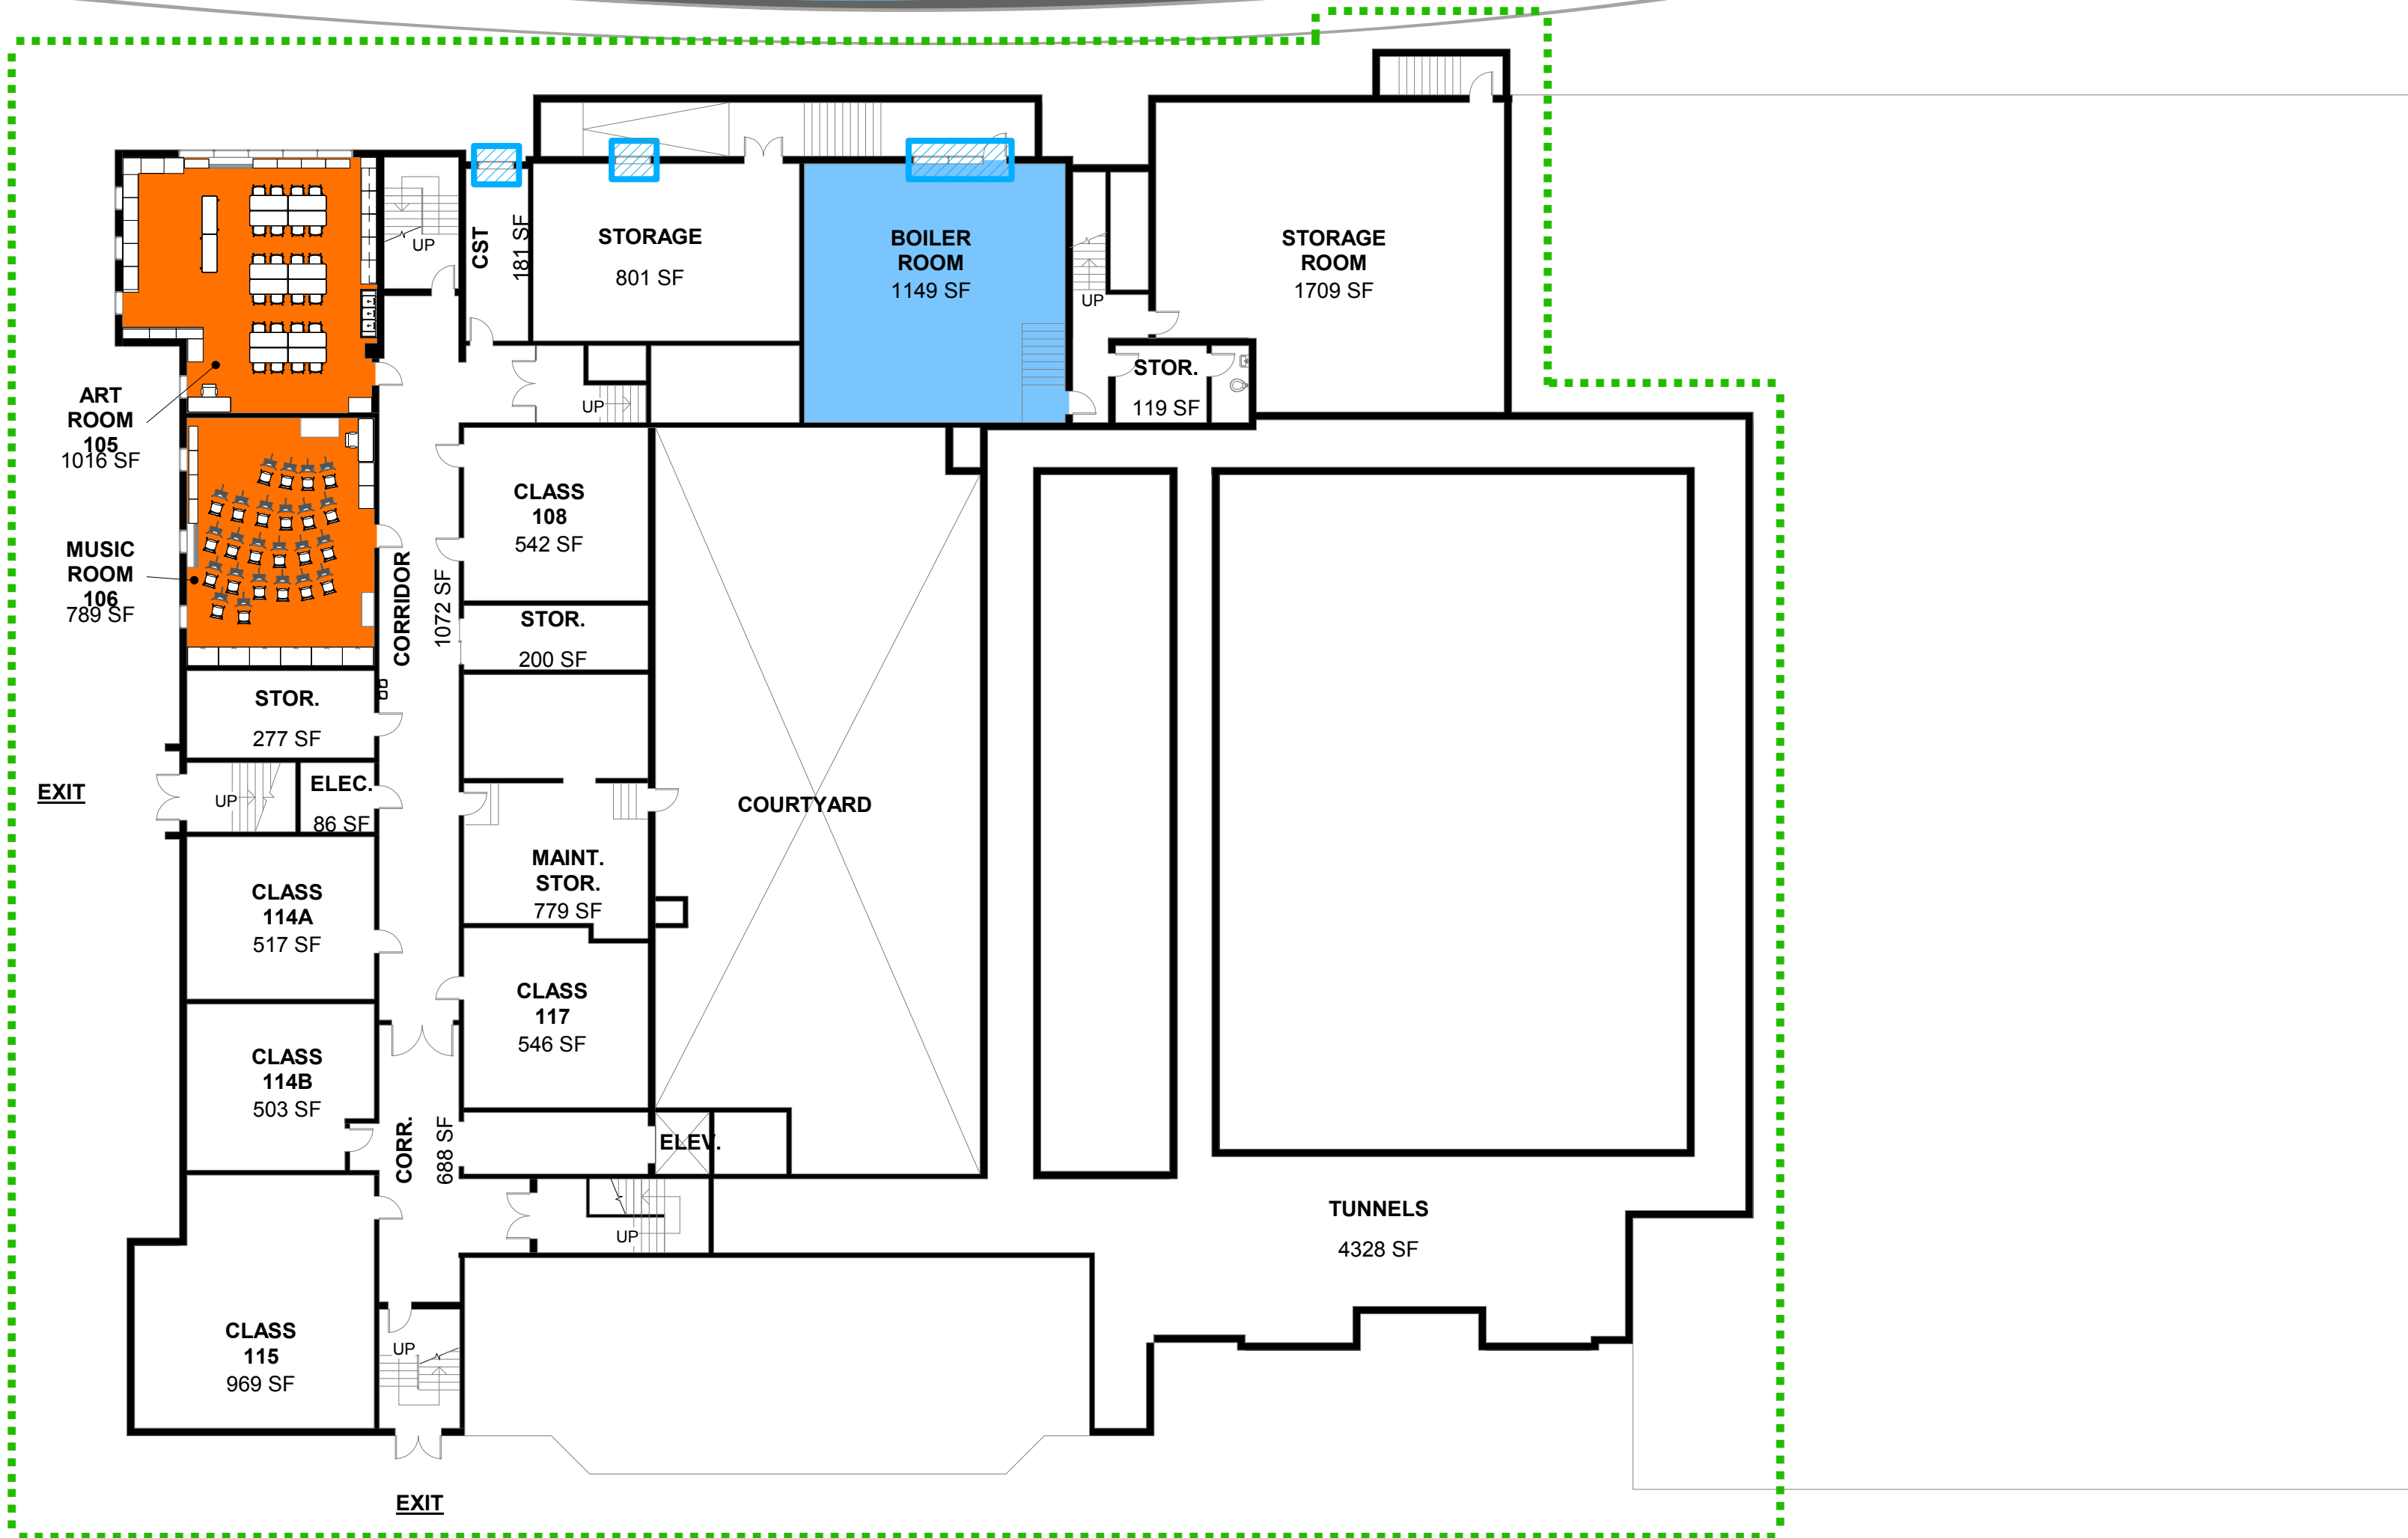 UP
CST
181 SF
STORAGE
801 SF
BOILER
ROOM
1149 SF
UP
STORAGE
ROOM
1709 SF
ART
ROOM
105
1016 SF
UP
STOR.
119 SF
MUSIC
ROOM
106
789 SF
CORRIDOR
1072 SF
CLASS
108
542 SF
STOR.
200 SF
STOR.
277 SF
EXIT
UP
ELEC.
86 SF
COURTYARD
MAINT.
STOR.
779 SF
CLASS
114A
517 SF
CLASS
117
546 SF
CLASS
114B
503 SF
CORR.
688 SF
ELEV.
UP
TUNNELS
4328 SF
CLASS
115
969 SF
UP
EXIT